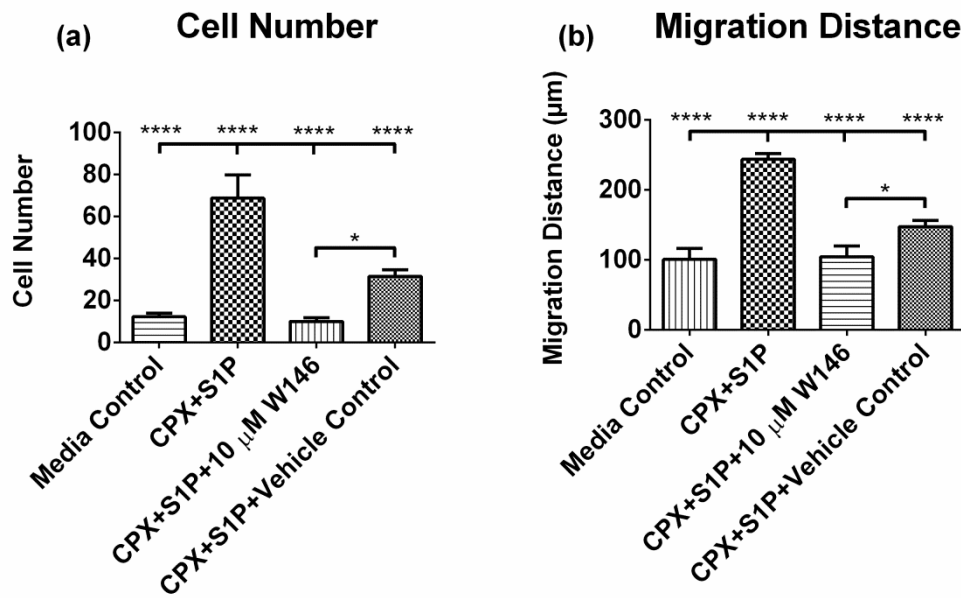 (a) Cell Number
**** **** **** ****
100
80
60
40
20
0
Cell Number
*
Media Control
CPX+S1P
CPX+S1P+10 μM W146
CPX+S1P+Vehicle Control
(b) Migration Distance
**** **** **** ****
300
200
100
0
Migration Distance (μm)
*
Media Control
CPX+S1P
CPX+S1P+10 μM W146
CPX+S1P+Vehicle Control